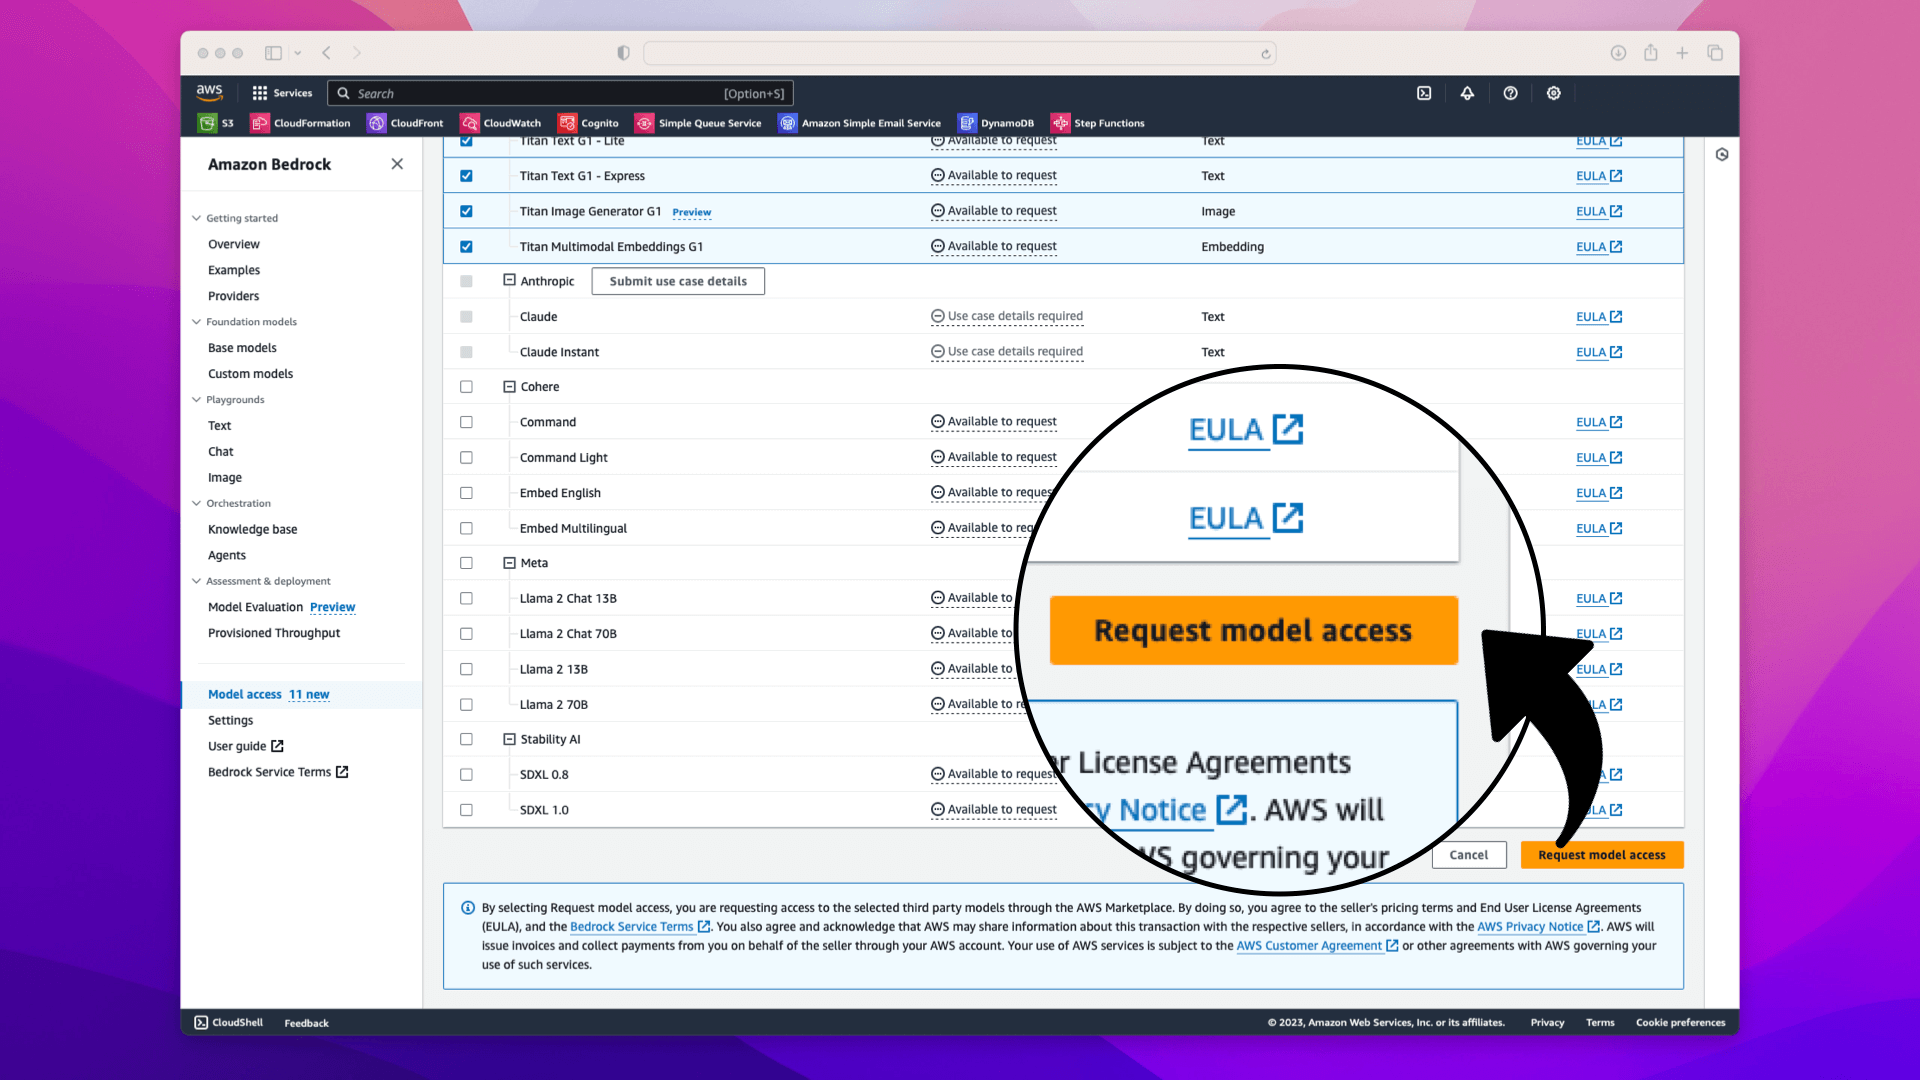 aws Services Search [Option+S]
S3 CloudFormation CloudFront CloudWatch Cognito Simple Queue Service Amazon Simple Email Service DynamoDB Step Functions
Amazon Bedrock
Getting started
Overview
Examples
Providers
Foundation models
Base models
Custom models
Playgrounds
Text
Chat
Image
Orchestration
Knowledge base
Agents
Assessment & deployment
Model Evaluation Preview
Provisioned Throughput
Model access 11 new
Settings
User guide
Bedrock Service Terms
Titan Text G1 - Lite Available to request Text EULA
Titan Text G1 - Express Available to request Text EULA
Titan Image Generator G1 Preview Available to request Image EULA
Titan Multimodal Embeddings G1 Available to request Embedding EULA
Anthropic Submit use case details
Claude Use case details required Text EULA
Claude Instant Use case details required Text EULA
Cohere
Command Available to request EULA
Command Light Available to request EULA
Embed English Available to EULA
Embed Multilingual Available to EULA
Meta
Llama 2 Chat 13B Available to EULA
Llama 2 Chat 70B Available to EULA
Llama 2 13B Available to EULA
Llama 2 70B Available to
Stability AI
SDXL 0.8 Available to
SDXL 1.0 Available to request
EULA
EULA
Request model access
License Agreements
Notice . AWS will
governing your
Cancel Request model access
By selecting Request model access, you are requesting access to the selected third party models through the AWS Marketplace. By doing so, you agree to the seller's pricing terms and End User License Agreements
(EULA), and the Bedrock Service Terms . You also agree and acknowledge that AWS may share information about this transaction with the respective sellers, in accordance with the AWS Privacy Notice . AWS will
issue invoices and collect payments from you on behalf of the seller through your AWS account. Your use of AWS services is subject to the AWS Customer Agreement or other agreements with AWS governing your
use of such services.
CloudShell Feedback © 2023, Amazon Web Services, Inc. or its affiliates. Privacy Terms Cookie preferences